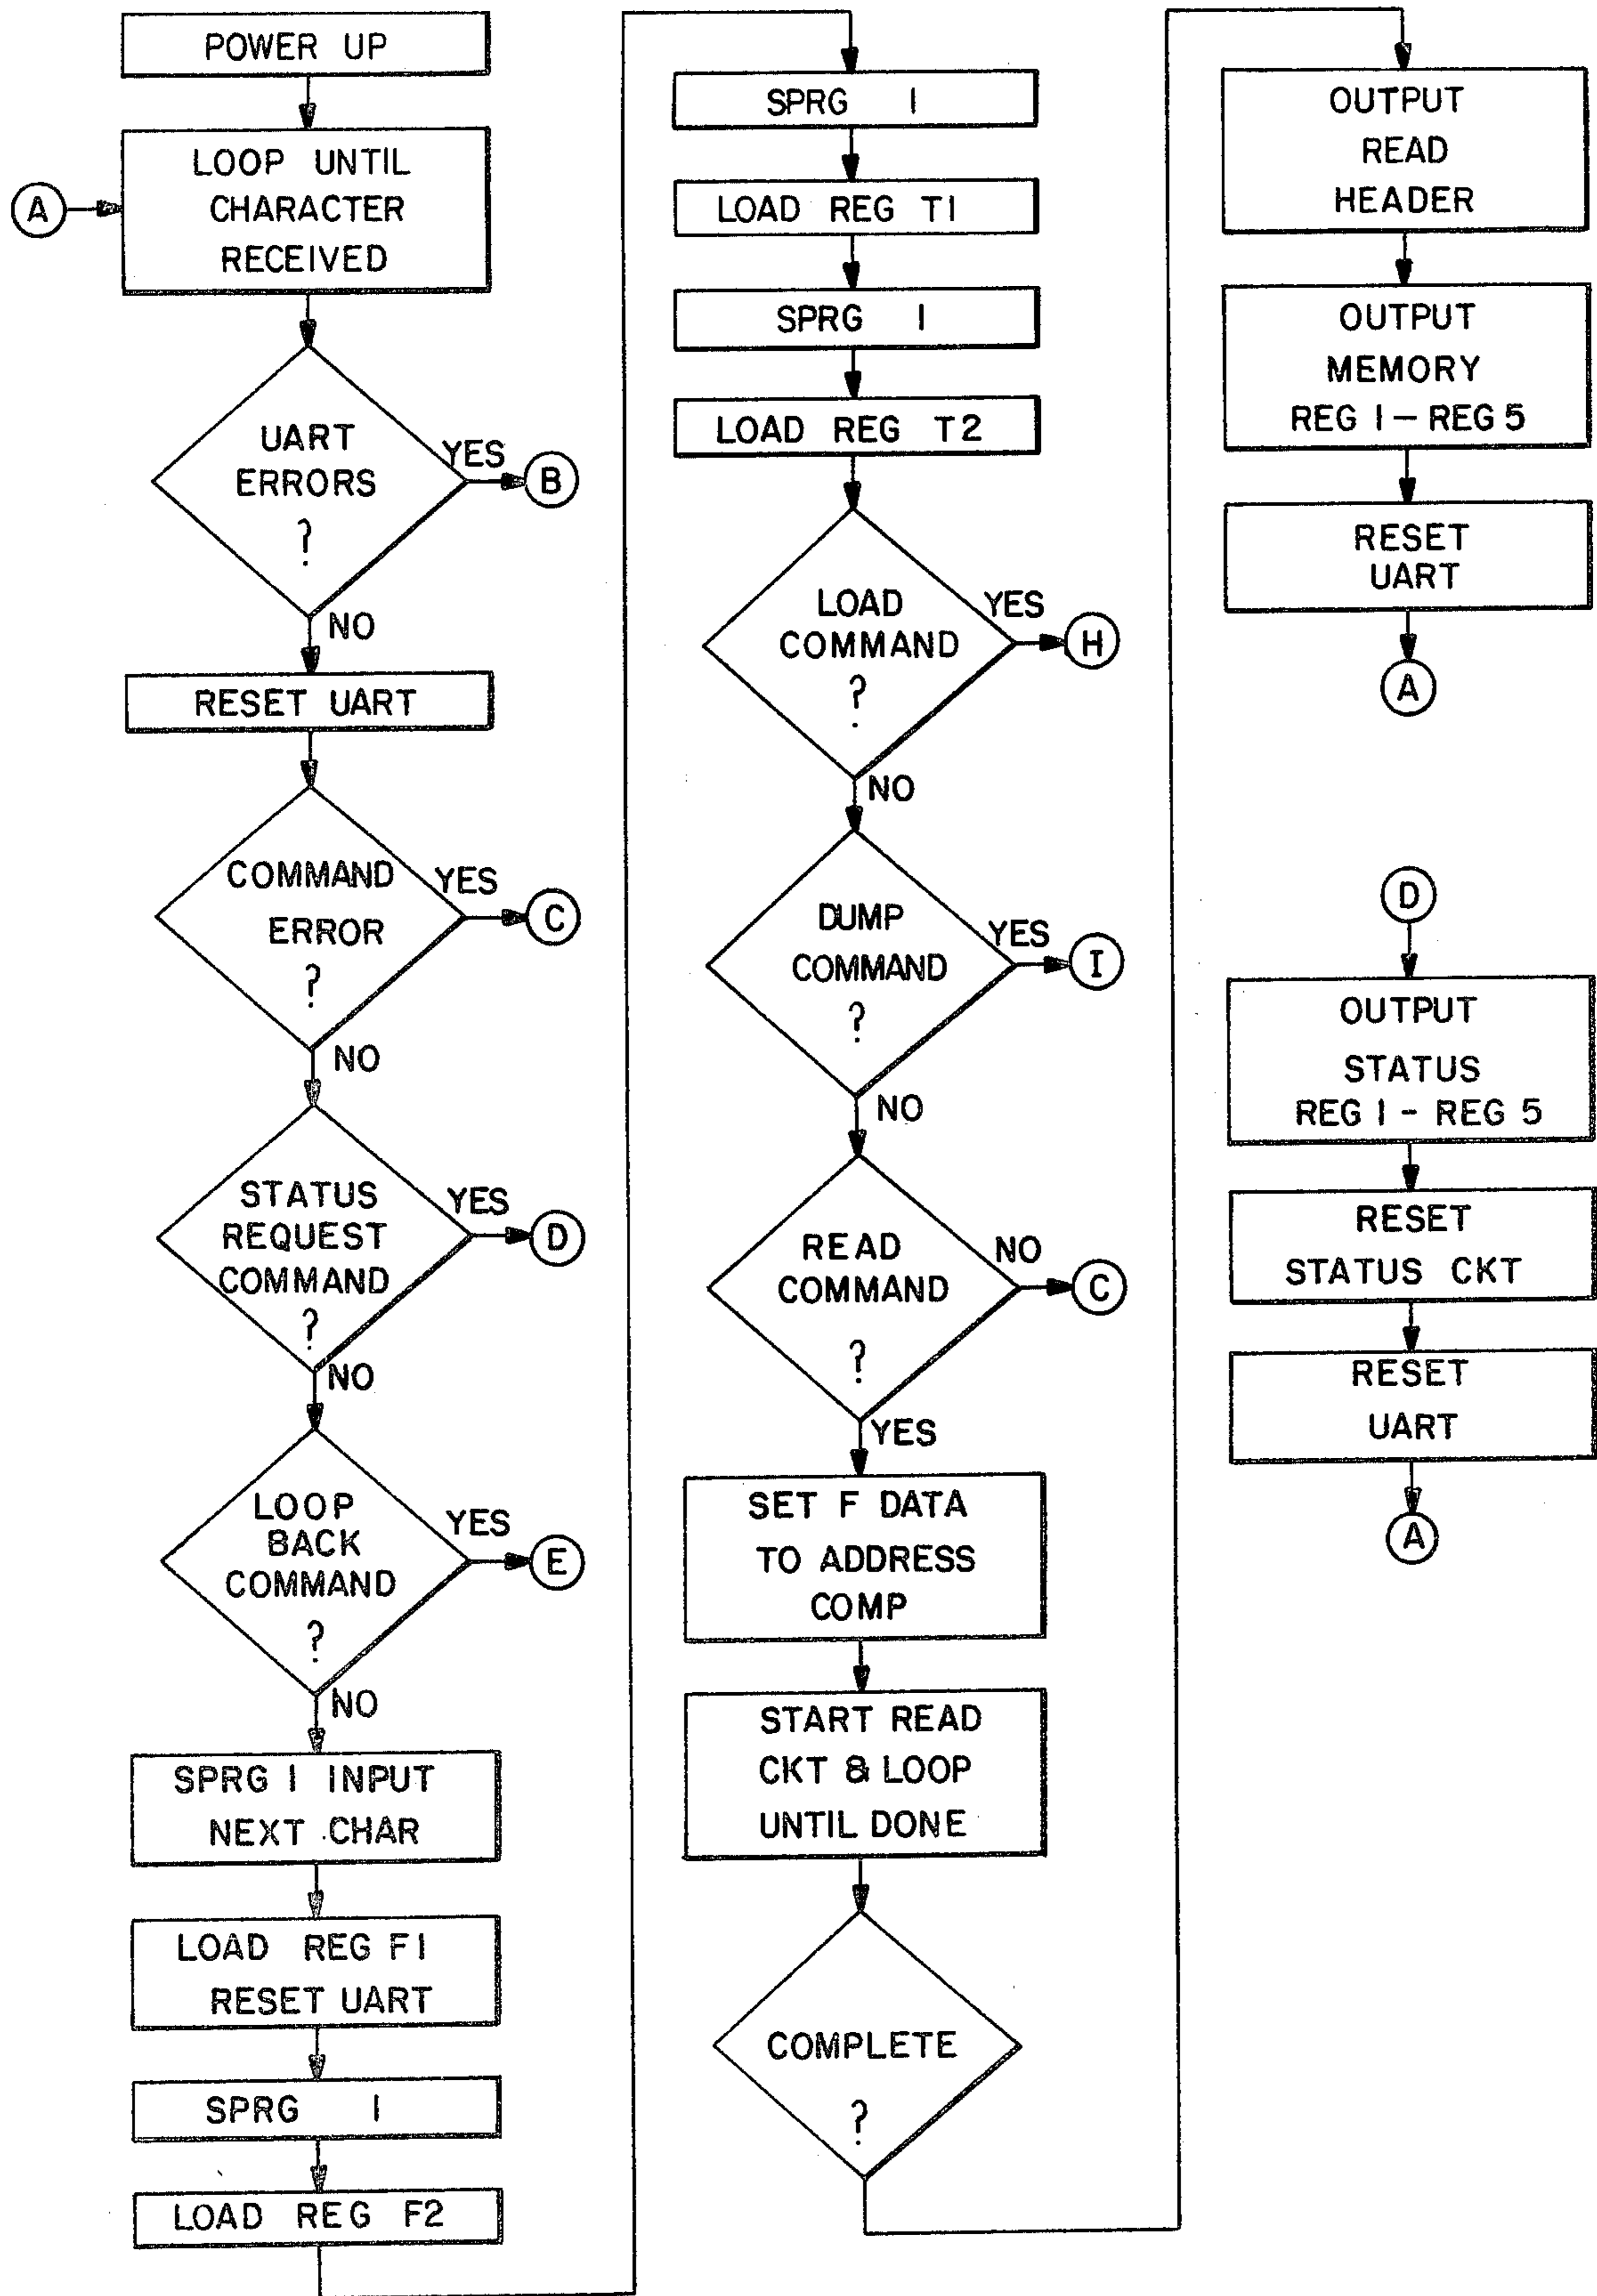 POWER UP
A
LOOP UNTIL
CHARACTER
RECEIVED
UART
ERRORS
?
YES
B
NO
RESET UART
COMMAND
ERROR
?
YES
C
NO
STATUS
REQUEST
COMMAND
?
YES
D
NO
LOOP
BACK
COMMAND
?
YES
E
NO
SPRG 1 INPUT
NEXT CHAR
LOAD REG F1
RESET UART
SPRG 1
LOAD REG F2
SPRG 1
LOAD REG T1
SPRG 1
LOAD REG T2
LOAD
COMMAND
?
YES
H
NO
DUMP
COMMAND
?
YES
I
NO
READ
COMMAND
?
NO
C
YES
SET F DATA
TO ADDRESS
COMP
START READ
CKT & LOOP
UNTIL DONE
COMPLETE
?
OUTPUT
READ
HEADER
OUTPUT
MEMORY
REG 1 - REG 5
RESET
UART
A
D
OUTPUT
STATUS
REG 1 - REG 5
RESET
STATUS CKT
RESET
UART
A